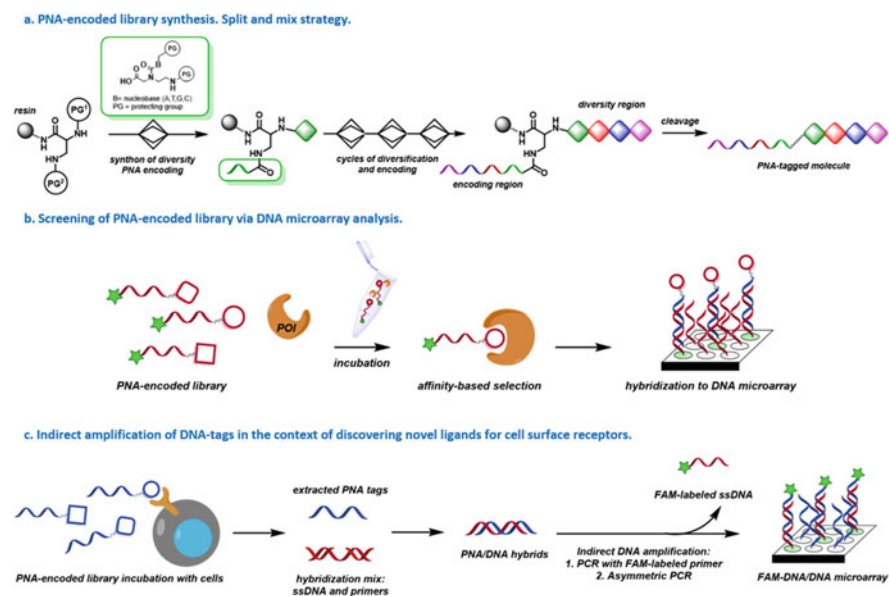 a. PNA-encoded library synthesis. Split and mix strategy.
PG
O
B
O
N
PG
HO
N
H
B= nucleobase (A,T,G,C)
PG = protecting group
resin
PG¹
O
N
H
NH
PG²
synthon of diversity
PNA encoding
O
H
N
N
H
HN
O
cycles of diversification
and encoding
diversity region
O
H
N
N
H
HN
O
encoding region
cleavage
PNA-tagged molecule
b. Screening of PNA-encoded library via DNA microarray analysis.
POI
PNA-encoded library
incubation
affinity-based selection
hybridization to DNA microarray
c. Indirect amplification of DNA-tags in the context of discovering novel ligands for cell surface receptors.
extracted PNA tags
FAM-labeled ssDNA
PNA-encoded library incubation with cells
hybridization mix:
ssDNA and primers
PNA/DNA hybrids
Indirect DNA amplification:
1. PCR with FAM-labeled primer
2. Asymmetric PCR
FAM-DNA/DNA microarray